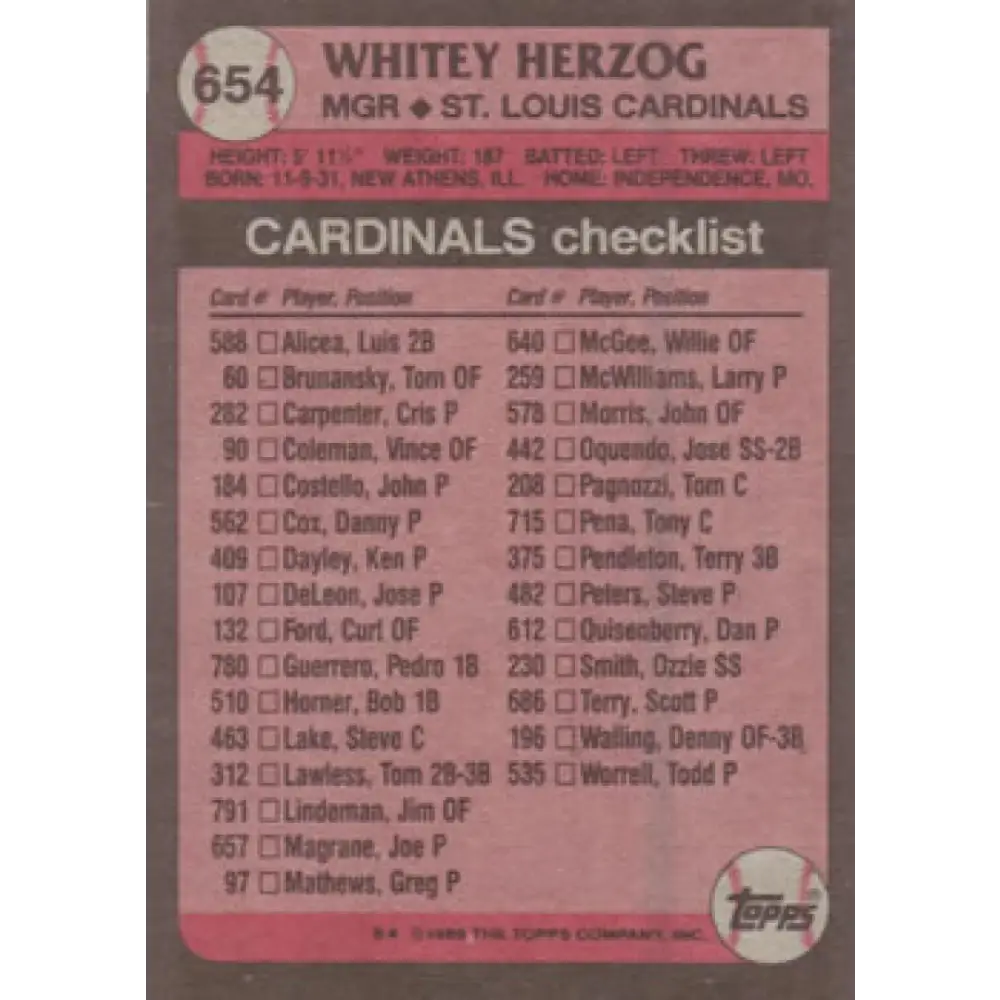 654
WHITEY HERZOG
MGR ◆ ST. LOUIS CARDINALS
HEIGHT: 5' 11½" WEIGHT: 187 BATTED: LEFT THREW: LEFT
BORN: 11-9-31, NEW ATHENS, ILL. HOME: INDEPENDENCE, MO.
CARDINALS checklist
Card # Player, Position
588 □ Alicea, Luis 2B
60 □ Brunansky, Tom OF
282 □ Carpenter, Cris P
90 □ Coleman, Vince OF
184 □ Costello, John P
562 □ Cox, Danny P
409 □ Dayley, Ken P
107 □ DeLeon, Jose P
132 □ Ford, Curt OF
780 □ Guerrero, Pedro 1B
510 □ Horner, Bob 1B
463 □ Lake, Steve C
312 □ Lawless, Tom 2B-3B
791 □ Lindeman, Jim OF
657 □ Magrane, Joe P
97 □ Mathews, Greg P
Card # Player, Position
640 □ McGee, Willie OF
259 □ McWilliams, Larry P
578 □ Morris, John OF
442 □ Oquendo, Jose SS-2B
208 □ Pagnozzi, Tom C
715 □ Pena, Tony C
375 □ Pendleton, Terry 3B
482 □ Peters, Steve P
612 □ Quisenberry, Dan P
230 □ Smith, Ozzie SS
686 □ Terry, Scott P
196 □ Walling, Denny OF-3B
535 □ Worrell, Todd P
© 1989 THE TOPPS COMPANY, INC.
TOPPS ®